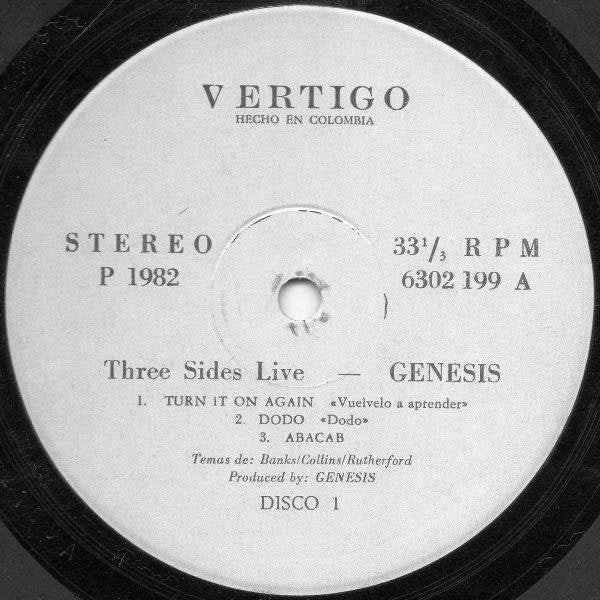 VERTIGO
HECHO EN COLOMBIA
STEREO 33¹/₃ RPM
P 1982 6302 199 A
Three Sides Live — GENESIS
1. TURN iT ON AGAIN «Vuelvelo a aprender»
2. DODO «Dodo»
3. ABACAB
Temas de: Banks/Collins/Rutherford
Produced by: GENESIS
DISCO 1